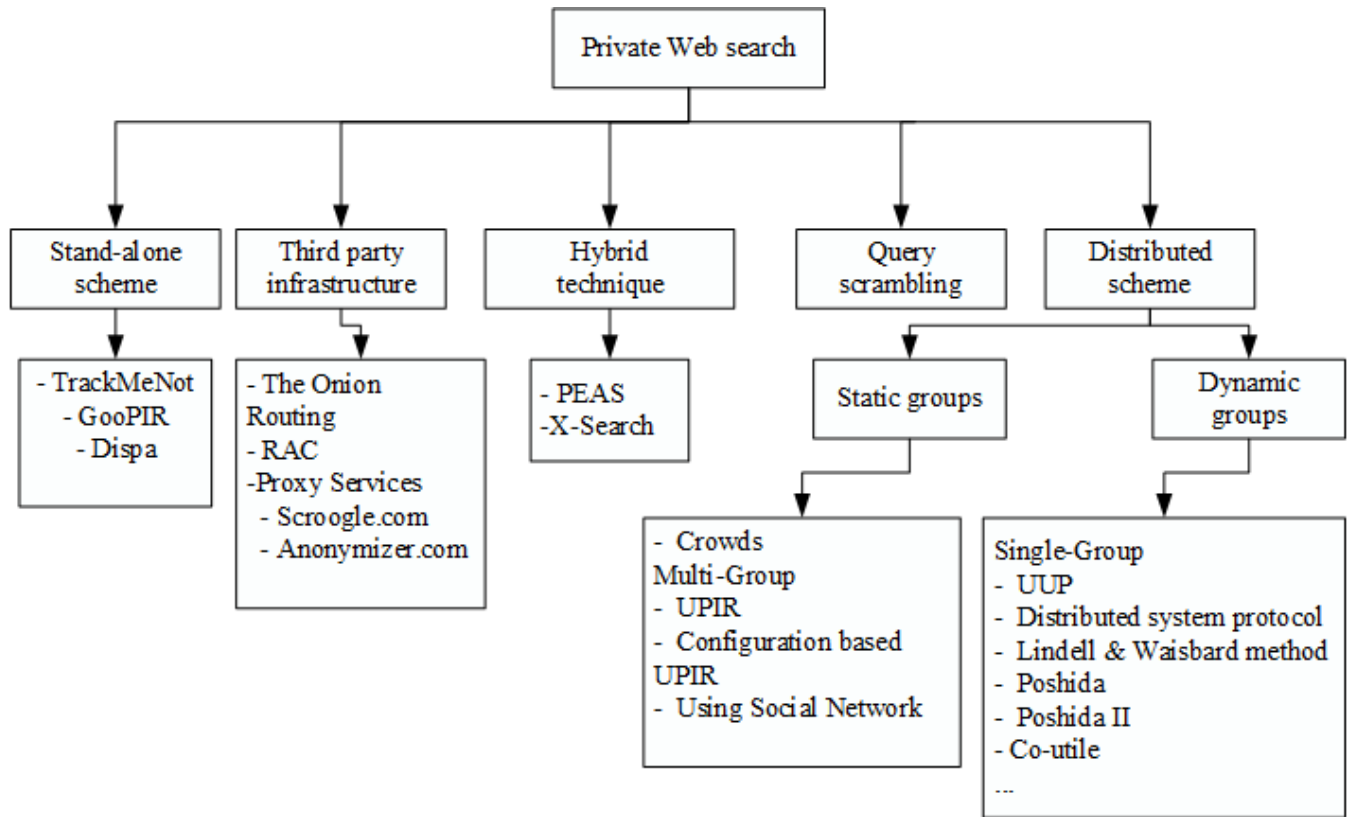 Private Web search
Stand-alone
scheme
Third party
infrastructure
Hybrid
technique
Query
scrambling
Distributed
scheme
- TrackMeNot
- GooPIR
- Dispa
- The Onion
Routing
- RAC
-Proxy Services
- Scroogle.com
- Anonymizer.com
- PEAS
-X-Search
Static groups
Dynamic
groups
- Crowds
Multi-Group
- UPIR
- Configuration based
UPIR
- Using Social Network
Single-Group
- UUP
- Distributed system protocol
- Lindell & Waisbard method
- Poshida
- Poshida II
- Co-utile
...